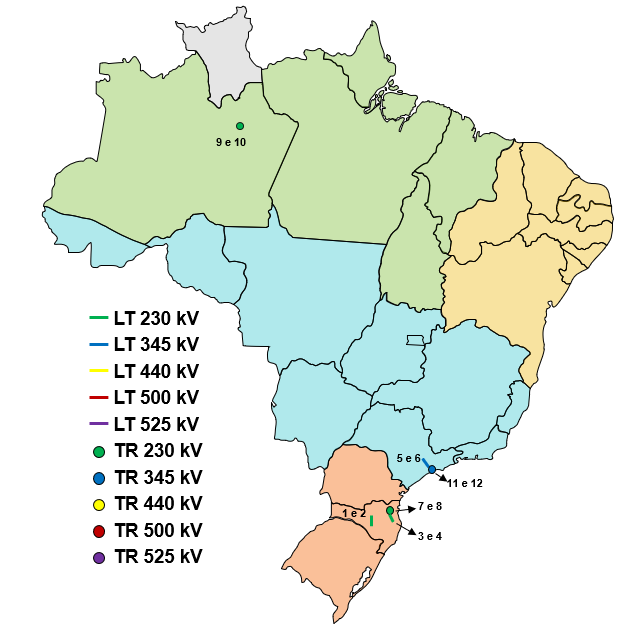 9 e 10
LT 230 kV
LT 345 kV
LT 440 kV
LT 500 kV
LT 525 kV
TR 230 kV
TR 345 kV
TR 440 kV
TR 500 kV
TR 525 kV
5 e 6
11 e 12
1 e 2
7 e 8
3 e 4